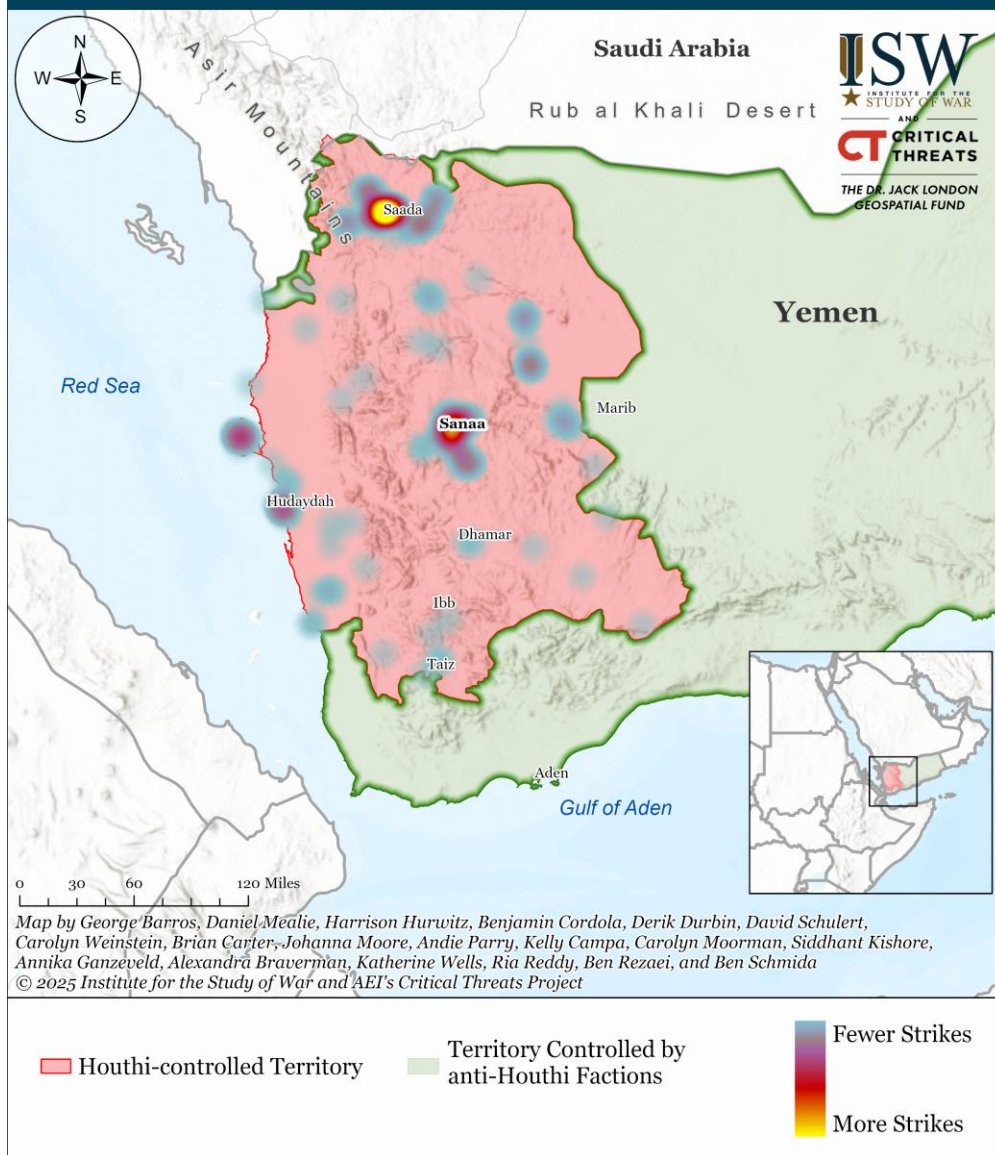 N
W
E
S
Asir Mountains
Saudi Arabia
Rub al Khali Desert
ISW
INSTITUTE FOR THE
STUDY OF WAR
AND
CT CRITICAL
THREATS
THE DR. JACK LONDON
GEOSPATIAL FUND
Saada
Yemen
Red Sea
Marib
Sanaa
Hudaydah
Dhamar
Ibb
Taiz
Aden
Gulf of Aden
0 30 60 120 Miles
Map by George Barros, Daniel Mealie, Harrison Hurwitz, Benjamin Cordola, Derik Durbin, David Schulert,
Carolyn Weinstein, Brian Carter, Johanna Moore, Andie Parry, Kelly Campa, Carolyn Moorman, Siddhant Kishore,
Annika Ganzeveld, Alexandra Braverman, Katherine Wells, Ria Reddy, Ben Rezaei, and Ben Schmida
© 2025 Institute for the Study of War and AEI's Critical Threats Project
Houthi-controlled Territory
Territory Controlled by
anti-Houthi Factions
Fewer Strikes
More Strikes